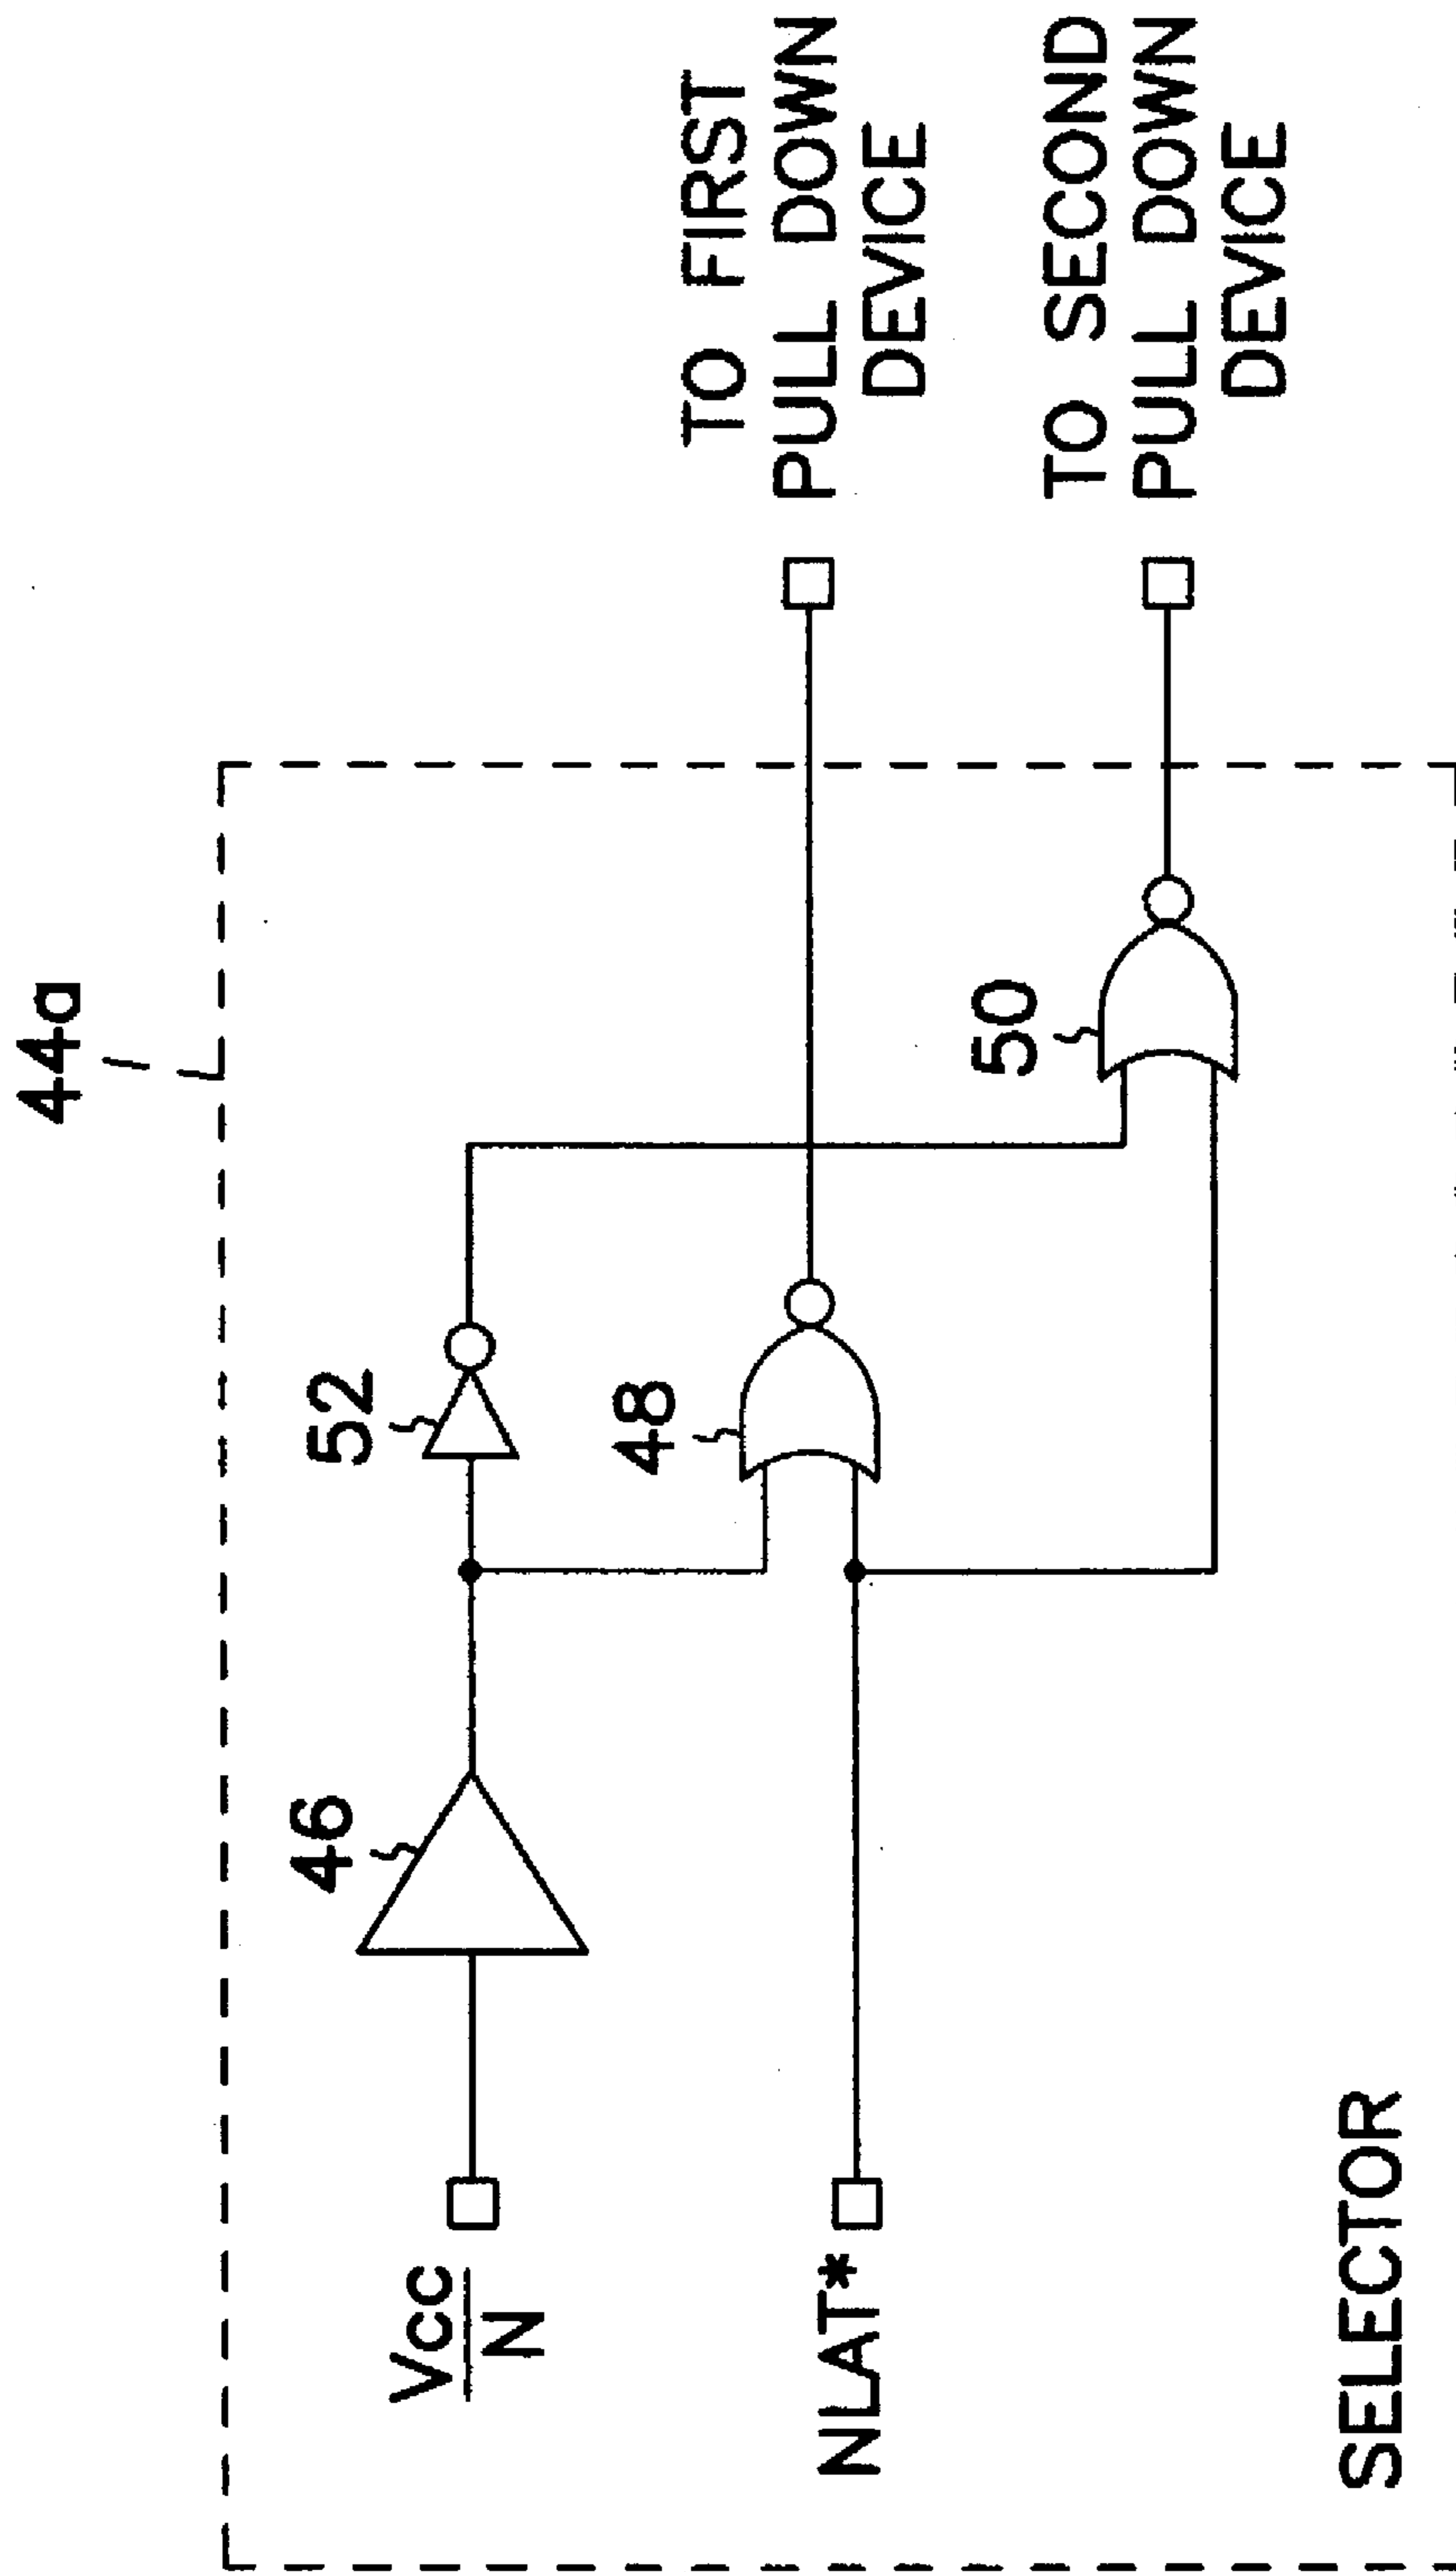 44a
Vcc
N
46
52
48
50
NLAT*
TO FIRST
PULL DOWN
DEVICE
TO SECOND
PULL DOWN
DEVICE
SELECTOR